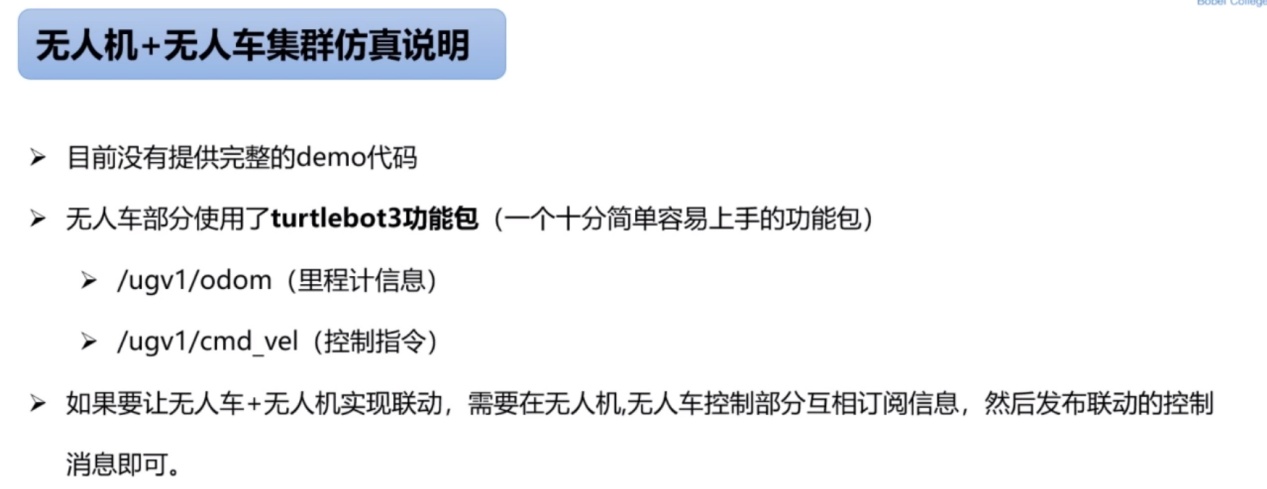 Bobei College
无人机+无人车集群仿真说明
➢ 目前没有提供完整的demo代码
➢ 无人车部分使用了turtlebot3功能包（一个十分简单容易上手的功能包）
➢ /ugv1/odom（里程计信息）
➢ /ugv1/cmd_vel（控制指令）
➢ 如果要让无人车+无人机实现联动，需要在无人机,无人车控制部分互相订阅信息，然后发布联动的控制
消息即可。